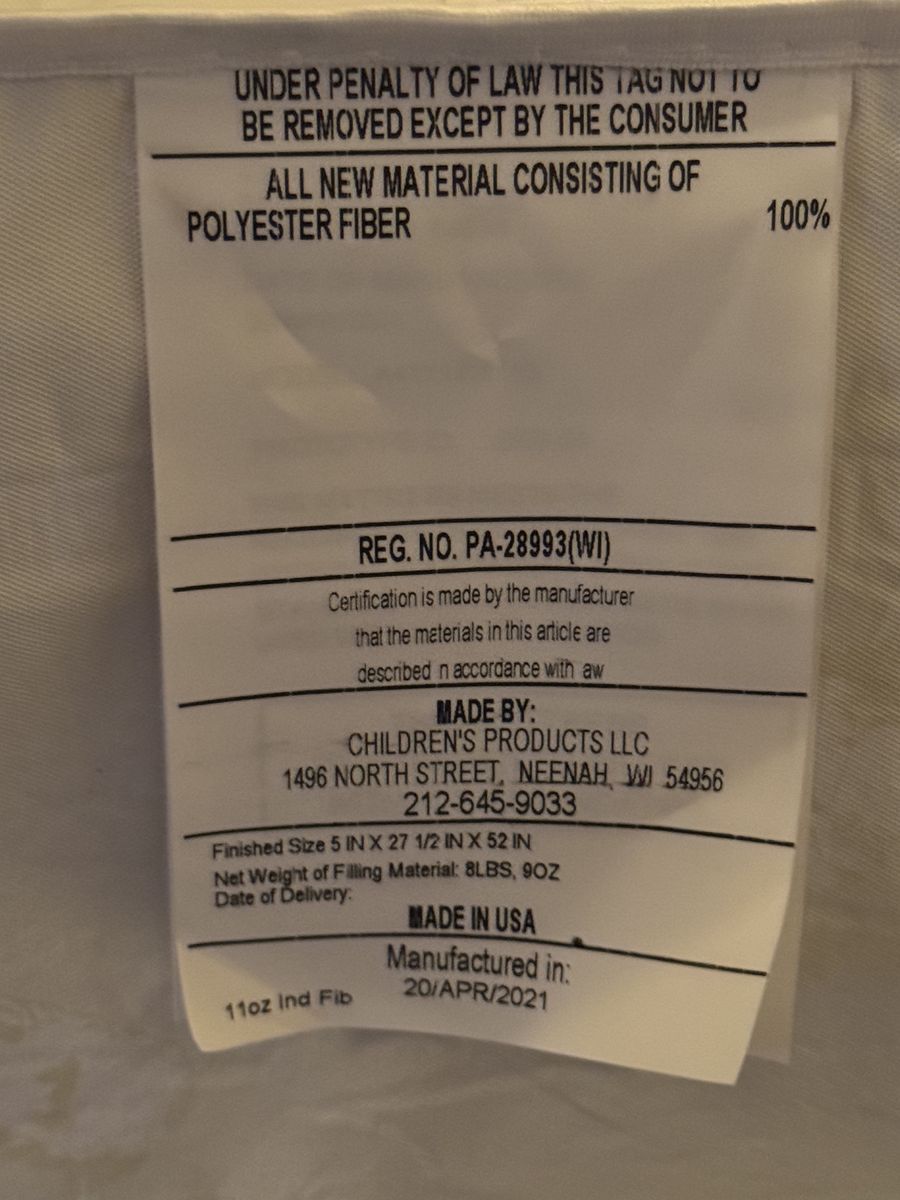 UNDER PENALTY OF LAW THIS TAG NOT TO
BE REMOVED EXCEPT BY THE CONSUMER
ALL NEW MATERIAL CONSISTING OF
POLYESTER FIBER 100%
REG. NO. PA-28993(WI)
Certification is made by the manufacturer
that the materials in this article are
described n accordance with aw
MADE BY:
CHILDREN'S PRODUCTS LLC
1496 NORTH STREET, NEENAH, WI 54956
212-645-9033
Finished Size 5 IN X 27 1/2 IN X 52 IN
Net Weight of Filling Material: 8LBS, 9OZ
Date of Delivery:
MADE IN USA
Manufactured in:
20/APR/2021
11oz Ind Fib